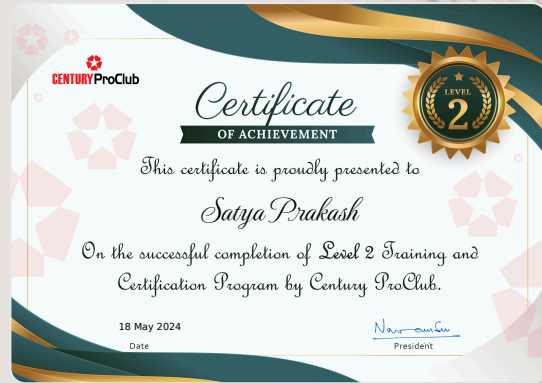 CENTURY ProClub
Certificate
OF ACHIEVEMENT
LEVEL
2
This certificate is proudly presented to
Satya Prakash
On the successful completion of Level 2 Training and
Certification Program by Century ProClub.
18 May 2024
Date
President